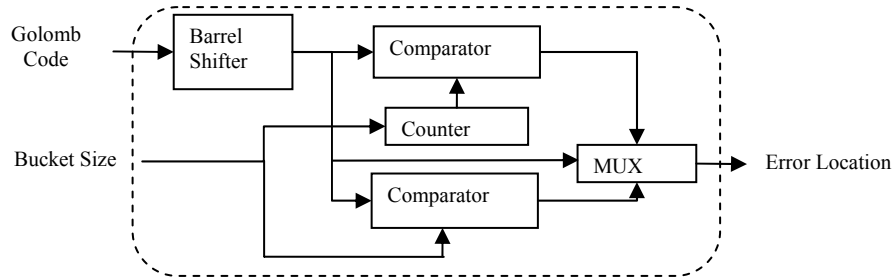 Golomb
Code
Barrel
Shifter
Comparator
Counter
Bucket Size
MUX
Error Location
Comparator